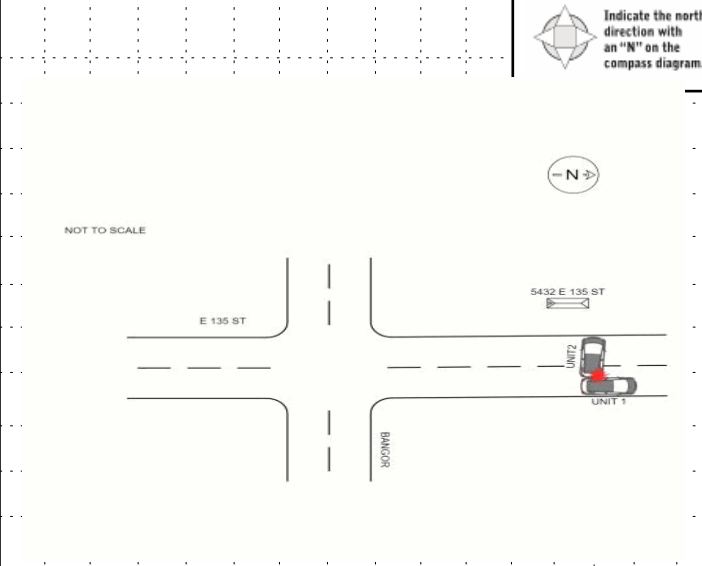 Indicate the north
direction with
an "N" on the
compass diagram.
N
NOT TO SCALE
5432 E 135 ST
E 135 ST
UNIT2
UNIT 1
BANGOR